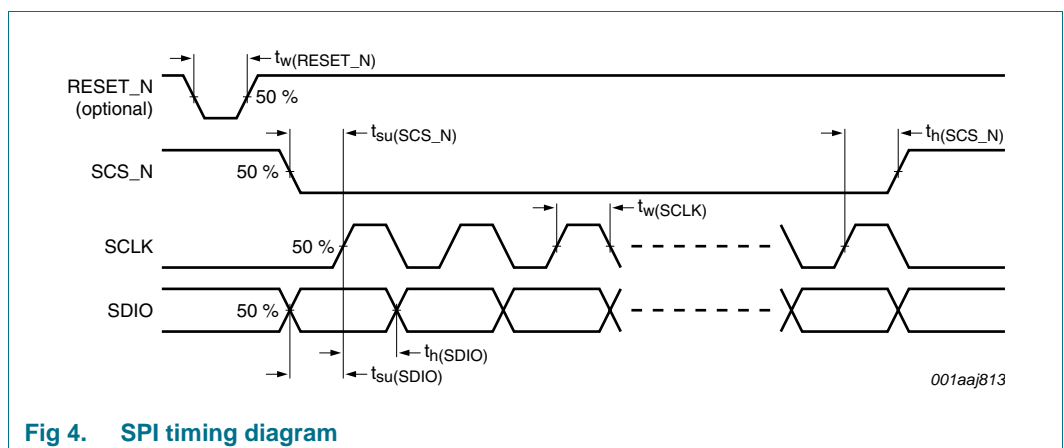 tw(RESET_N)
RESET_N
(optional)
50 %
tsu(SCS_N)
th(SCS_N)
SCS_N
50 %
tw(SCLK)
SCLK
50 %
SDIO
50 %
th(SDIO)
tsu(SDIO)
001aaj813
Fig 4. SPI timing diagram